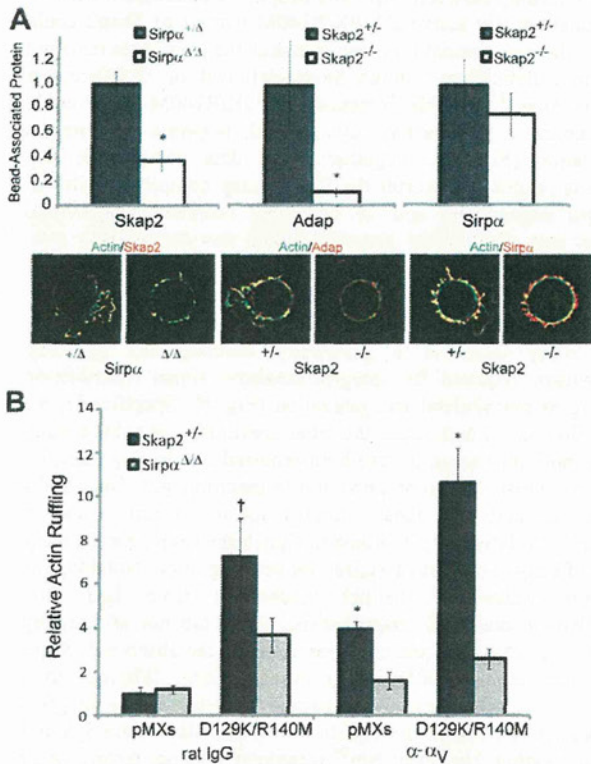 A
Sirpα +/Δ
Sirpα Δ/Δ
Skap2 +/-
Skap2 -/-
Skap2 +/-
Skap2 -/-
Bead-Associated Protein
1.2
1.0
0.8
0.6
0.4
0.2
0
*
*
Skap2
Adap
Sirpα
Actin/Skap2
Actin/Adap
Actin/Sirpα
+/Δ
Δ/Δ
+/-
-/-
+/-
-/-
Sirpα
Skap2
Skap2
B
Skap2 +/-
Sirpα Δ/Δ
Relative Actin Ruffling
14
12
10
8
6
4
2
0
†
*
*
pMXs
D129K/R140M
pMXs
D129K/R140M
rat IgG
α-αV